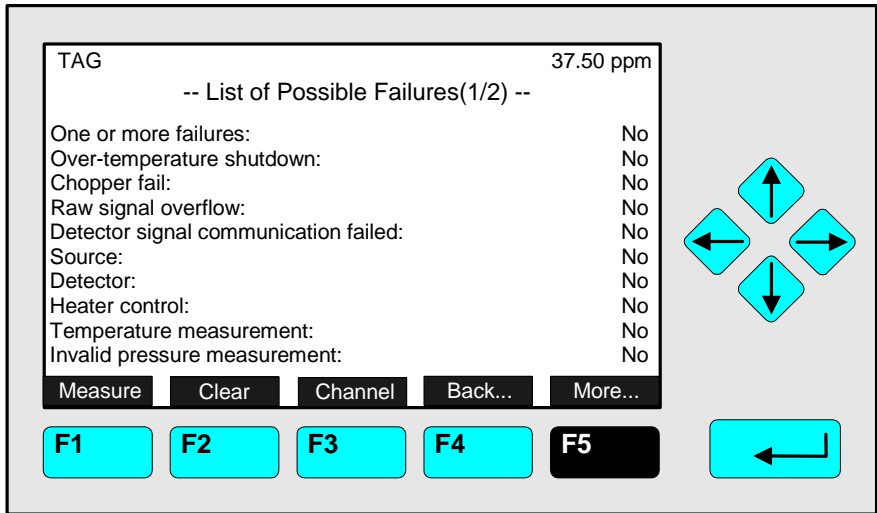 TAG 37.50 ppm
-- List of Possible Failures(1/2) --
One or more failures: No
Over-temperature shutdown: No
Chopper fail: No
Raw signal overflow: No
Detector signal communication failed: No
Source: No
Detector: No
Heater control: No
Temperature measurement: No
Invalid pressure measurement: No
Measure Clear Channel Back... More...
F1 F2 F3 F4 F5